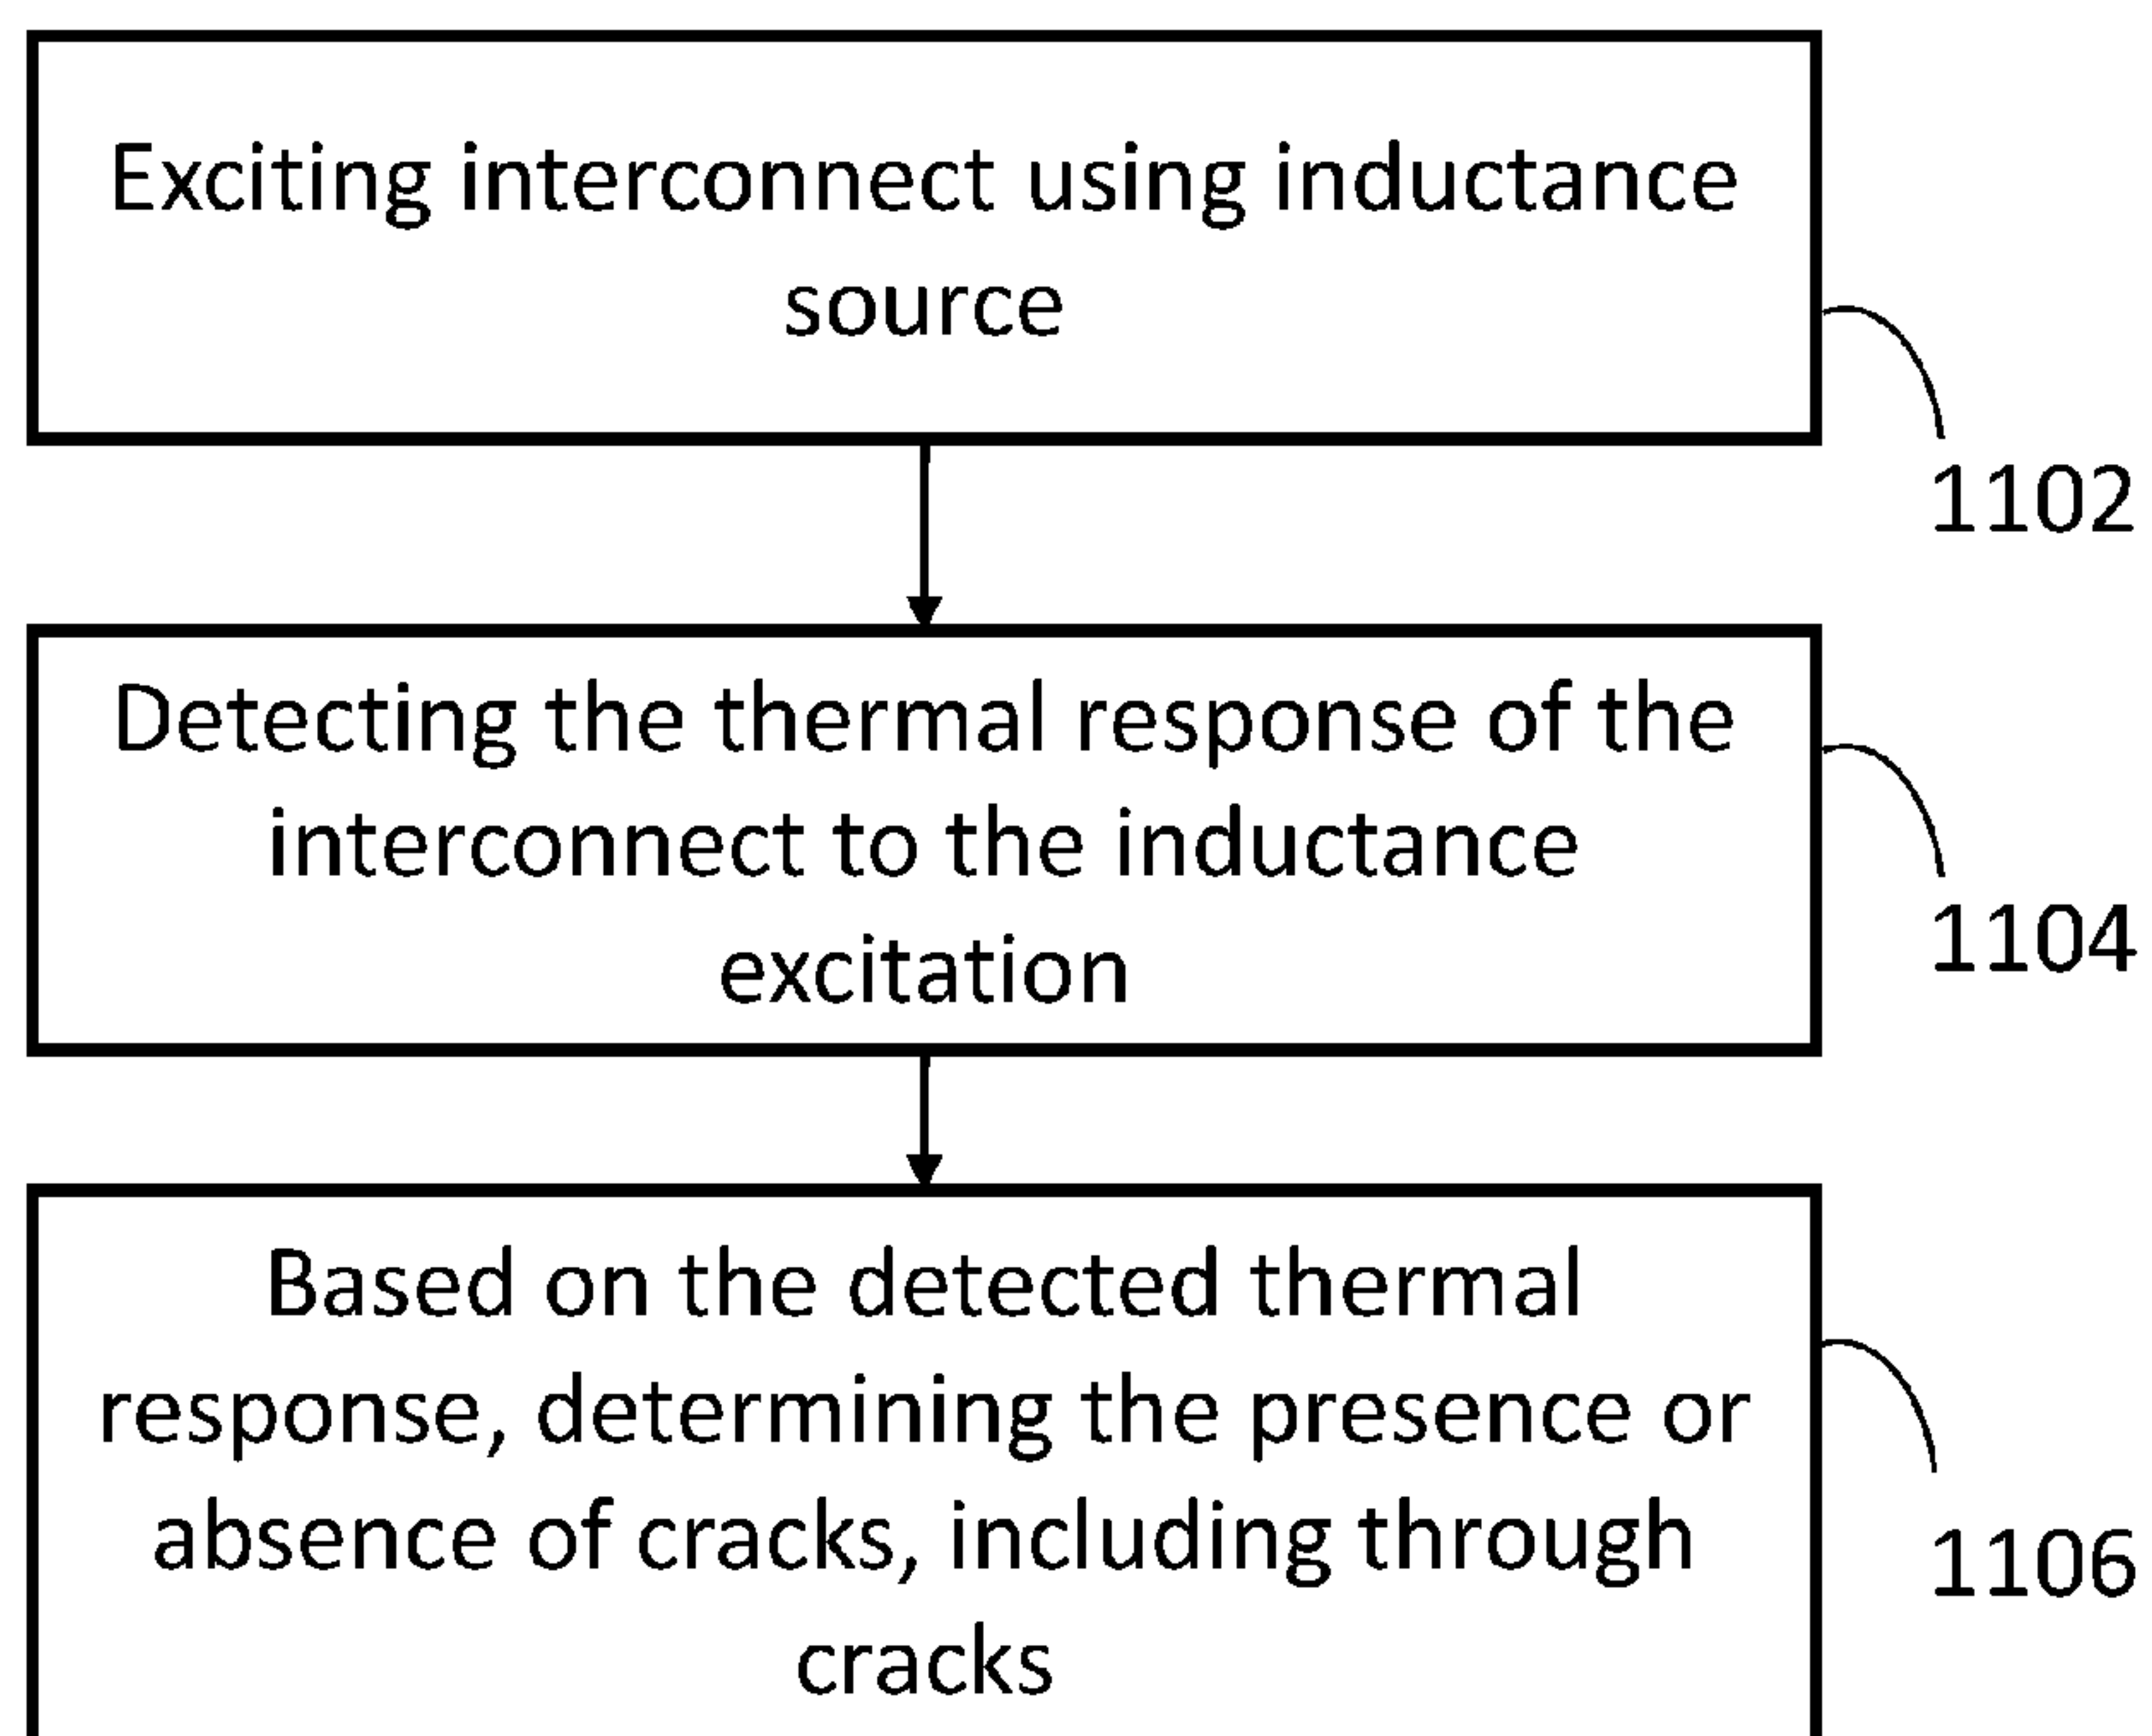 Exciting interconnect using inductance
source
1102
Detecting the thermal response of the
interconnect to the inductance
excitation
1104
Based on the detected thermal
response, determining the presence or
absence of cracks, including through
cracks
1106